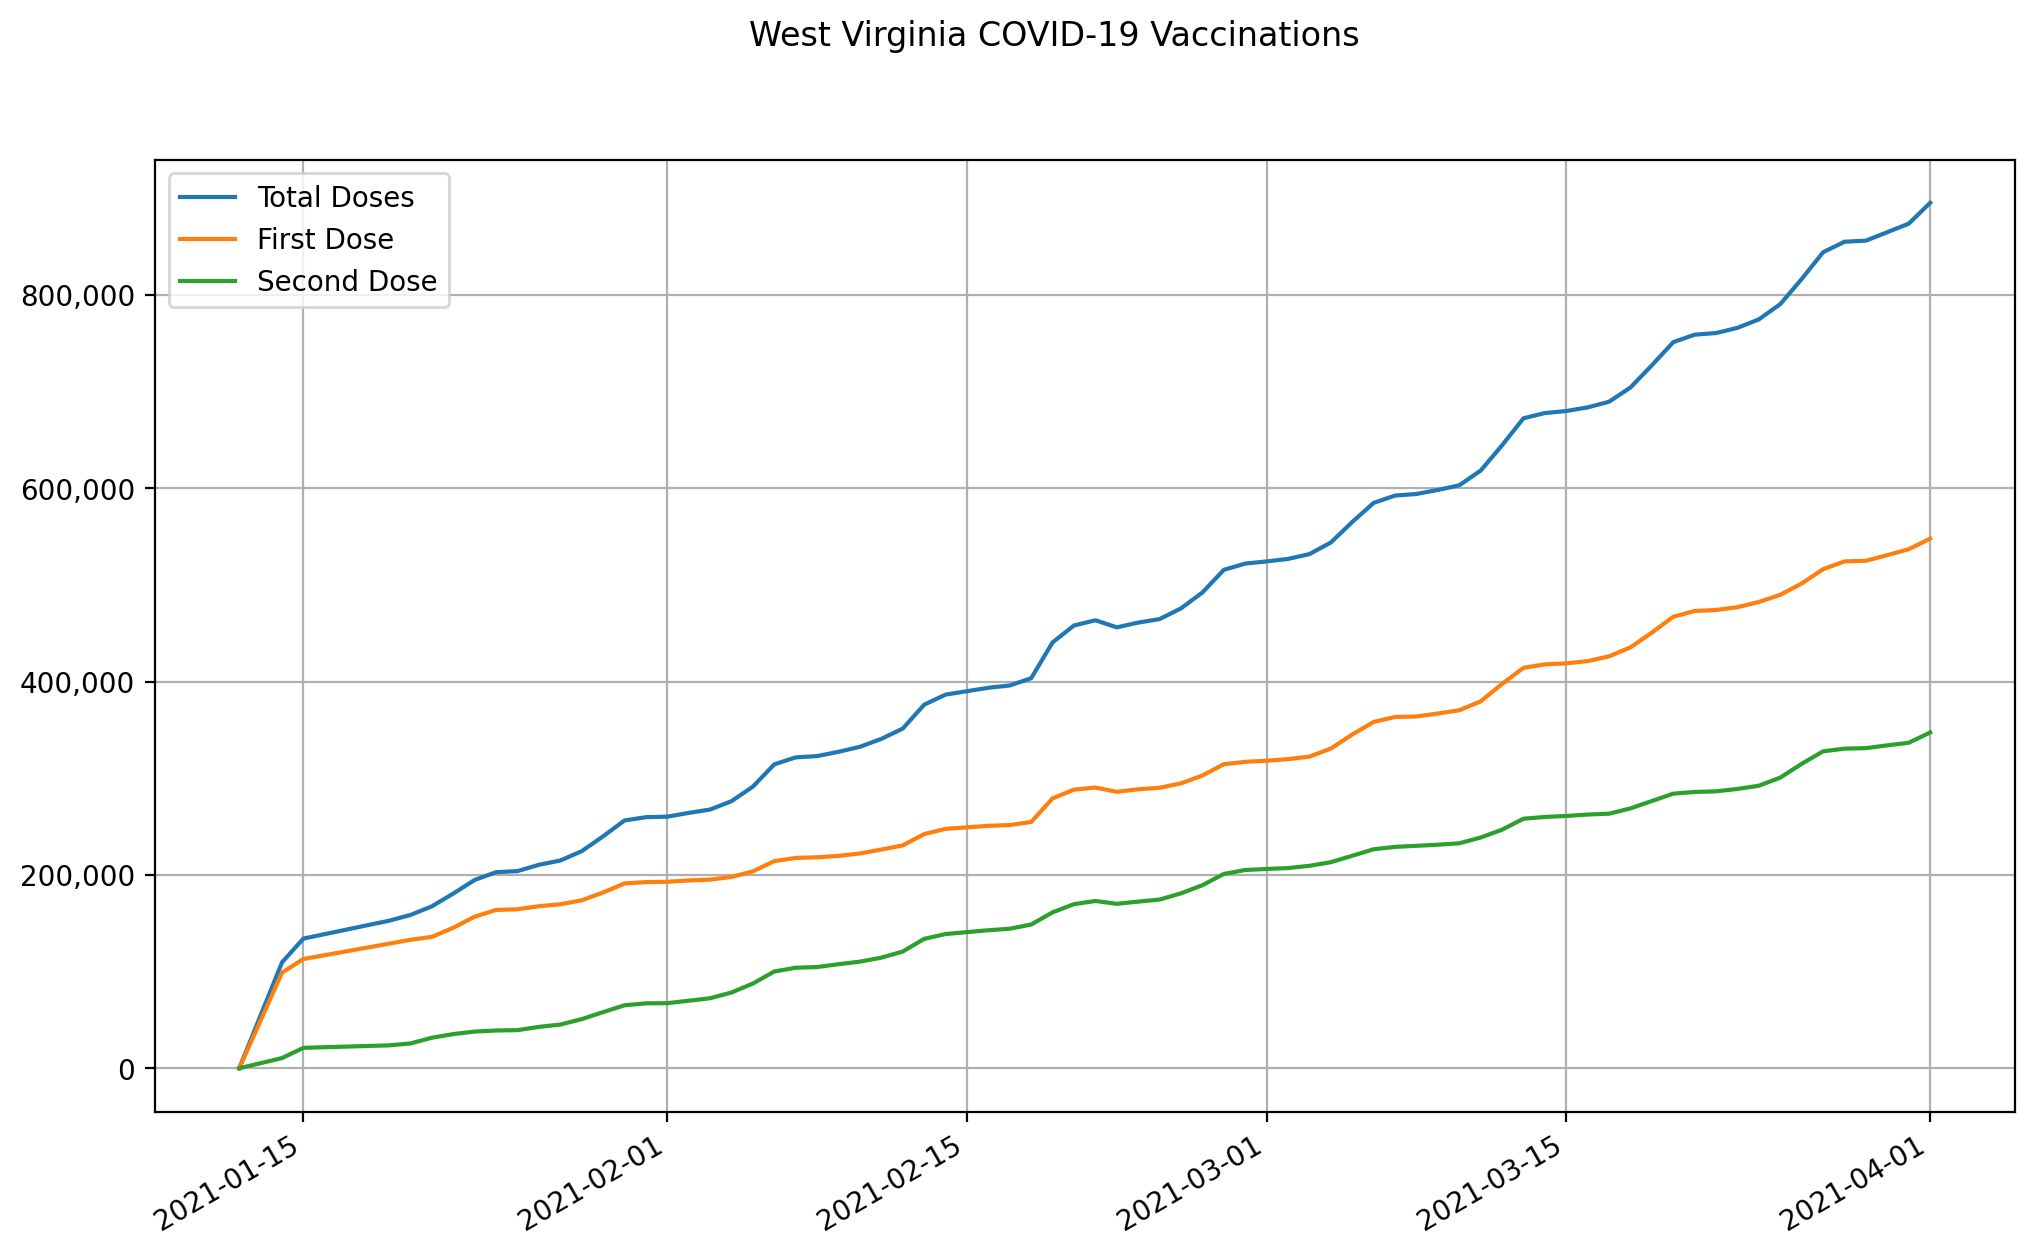 West Virginia COVID-19 Vaccinations
Total Doses
First Dose
Second Dose
800,000
600,000
400,000
200,000
0
2021-01-15
2021-02-01
2021-02-15
2021-03-01
2021-03-15
2021-04-01